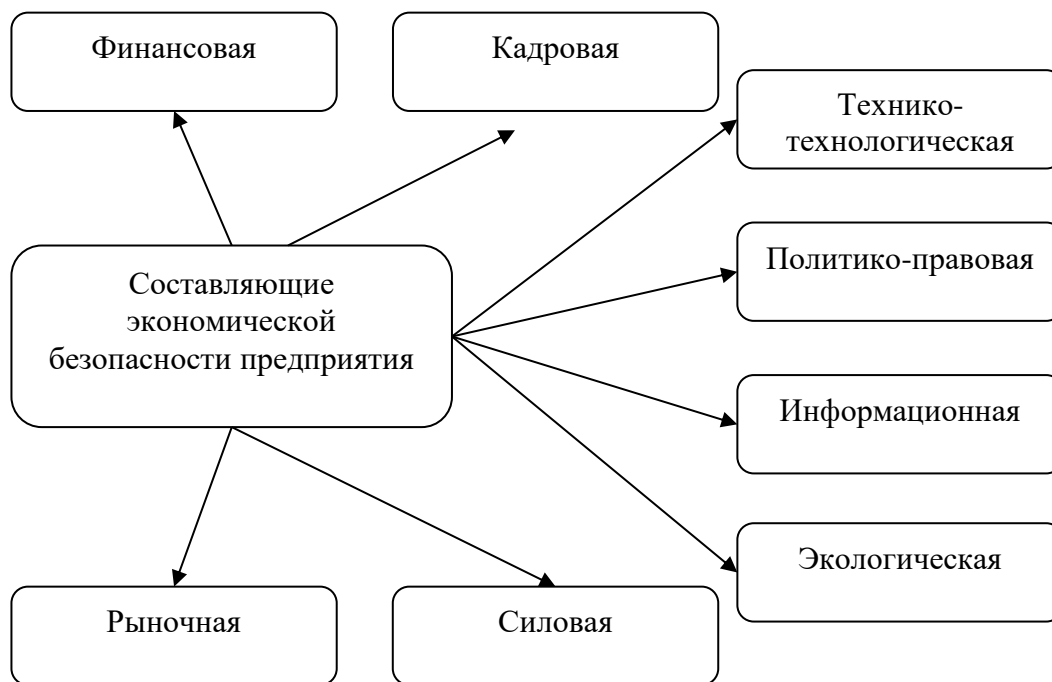 Финансовая
Кадровая
Технико-
технологическая
Составляющие
экономической
безопасности предприятия
Политико-правовая
Информационная
Экологическая
Рыночная
Силовая